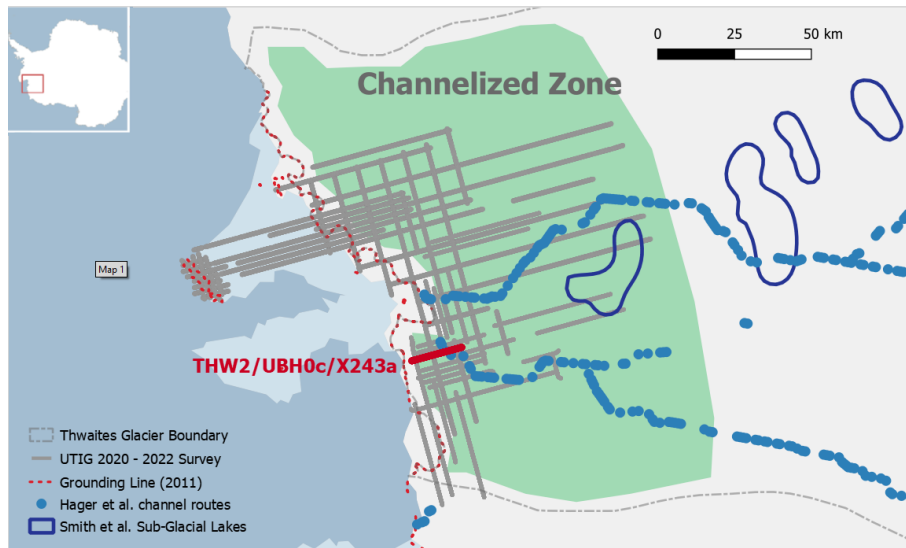 0 25 50 km
Channelized Zone
Map 1
THW2/UBH0c/X243a
Thwaites Glacier Boundary
UTIG 2020 - 2022 Survey
Grounding Line (2011)
Hager et al. channel routes
Smith et al. Sub-Glacial Lakes